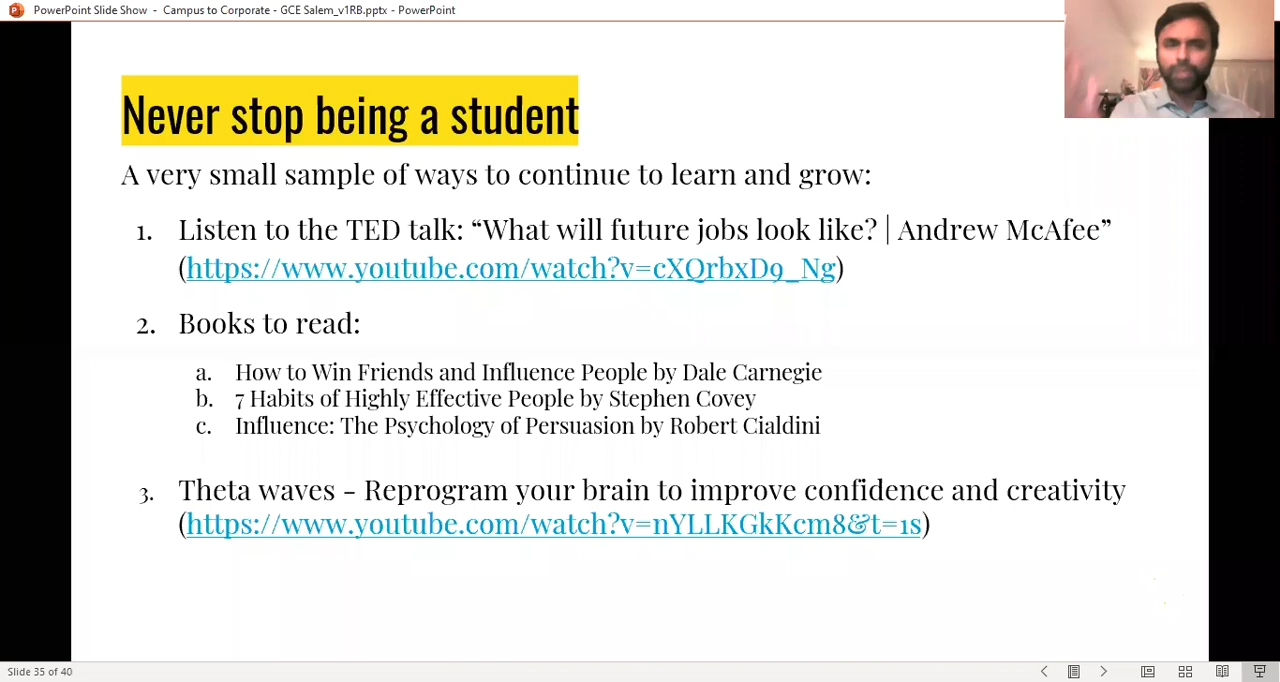 PowerPoint Slide Show - Campus to Corporate - GCE Salem_v1RB.pptx - PowerPoint
Never stop being a student
A very small sample of ways to continue to learn and grow:
1. Listen to the TED talk: “What will future jobs look like? | Andrew McAfee”
(https://www.youtube.com/watch?v=cXQrbxD9_Ng)
2. Books to read:
a. How to Win Friends and Influence People by Dale Carnegie
b. 7 Habits of Highly Effective People by Stephen Covey
c. Influence: The Psychology of Persuasion by Robert Cialdini
3. Theta waves - Reprogram your brain to improve confidence and creativity
(https://www.youtube.com/watch?v=nYLLKGkKcm8&t=1s)
Slide 35 of 40